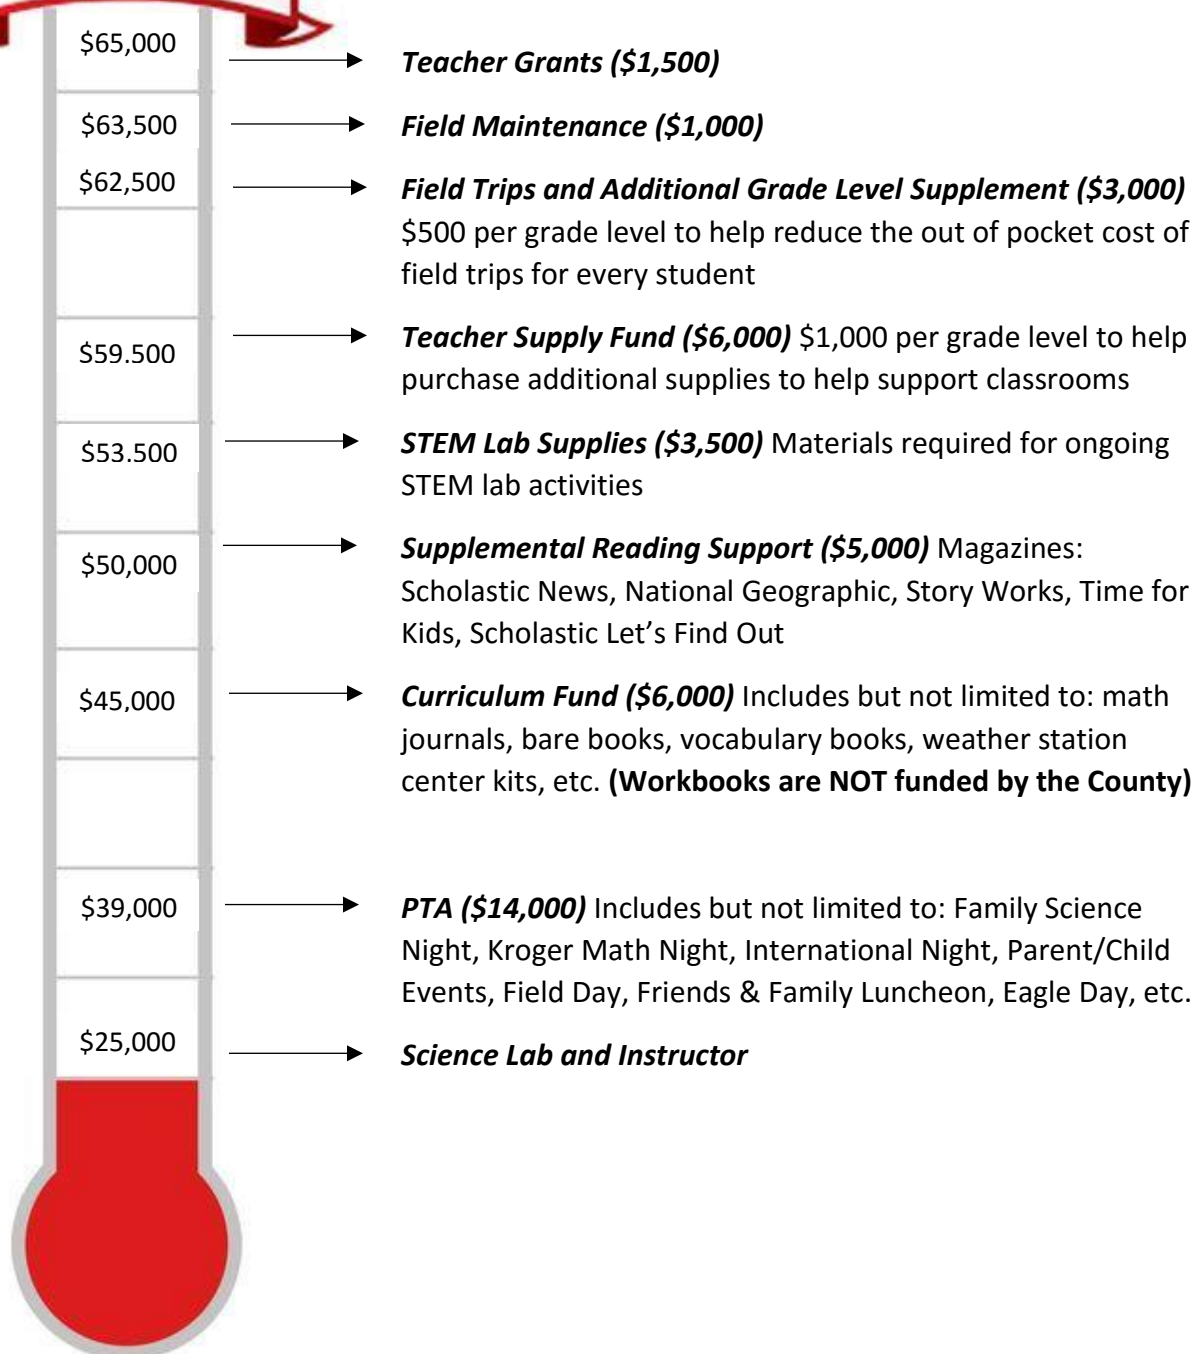 $65,000
Teacher Grants ($1,500)
$63,500
Field Maintenance ($1,000)
$62,500
Field Trips and Additional Grade Level Supplement ($3,000)
$500 per grade level to help reduce the out of pocket cost of
field trips for every student
$59.500
Teacher Supply Fund ($6,000) $1,000 per grade level to help
purchase additional supplies to help support classrooms
$53.500
STEM Lab Supplies ($3,500) Materials required for ongoing
STEM lab activities
$50,000
Supplemental Reading Support ($5,000) Magazines:
Scholastic News, National Geographic, Story Works, Time for
Kids, Scholastic Let’s Find Out
$45,000
Curriculum Fund ($6,000) Includes but not limited to: math
journals, bare books, vocabulary books, weather station
center kits, etc. (Workbooks are NOT funded by the County)
$39,000
PTA ($14,000) Includes but not limited to: Family Science
Night, Kroger Math Night, International Night, Parent/Child
Events, Field Day, Friends & Family Luncheon, Eagle Day, etc.
$25,000
Science Lab and Instructor